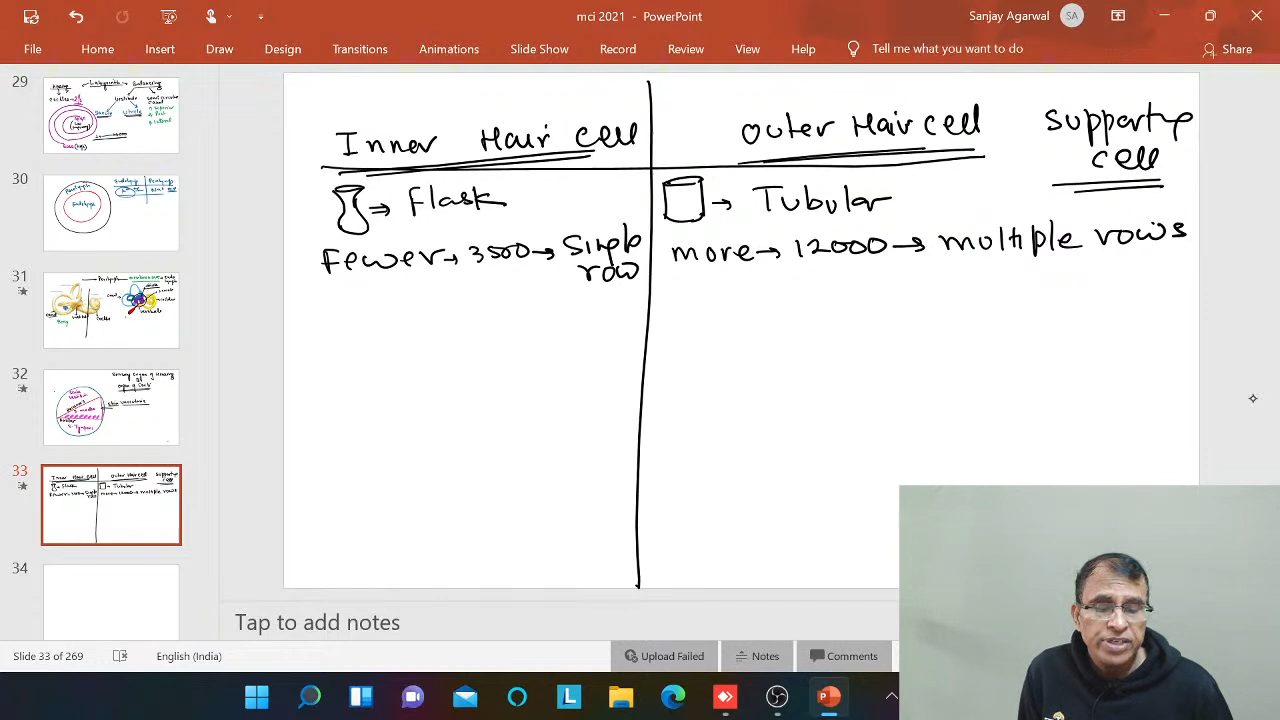 mci 2021 - PowerPoint
Sanjay Agarwal
SA
File Home Insert Draw Design Transitions Animations Slide Show Record Review View Help Tell me what you want to do Share
29
30
31
32
33
34
Inner Hair cell
Outer Hair cell
supporting cell
⇒ Flask
→ Tubular
Fewer → 3500 → Single row
more → 12000 → multiple rows
Tap to add notes
Slide 33 of 269
English (India)
Upload Failed
Notes
Comments